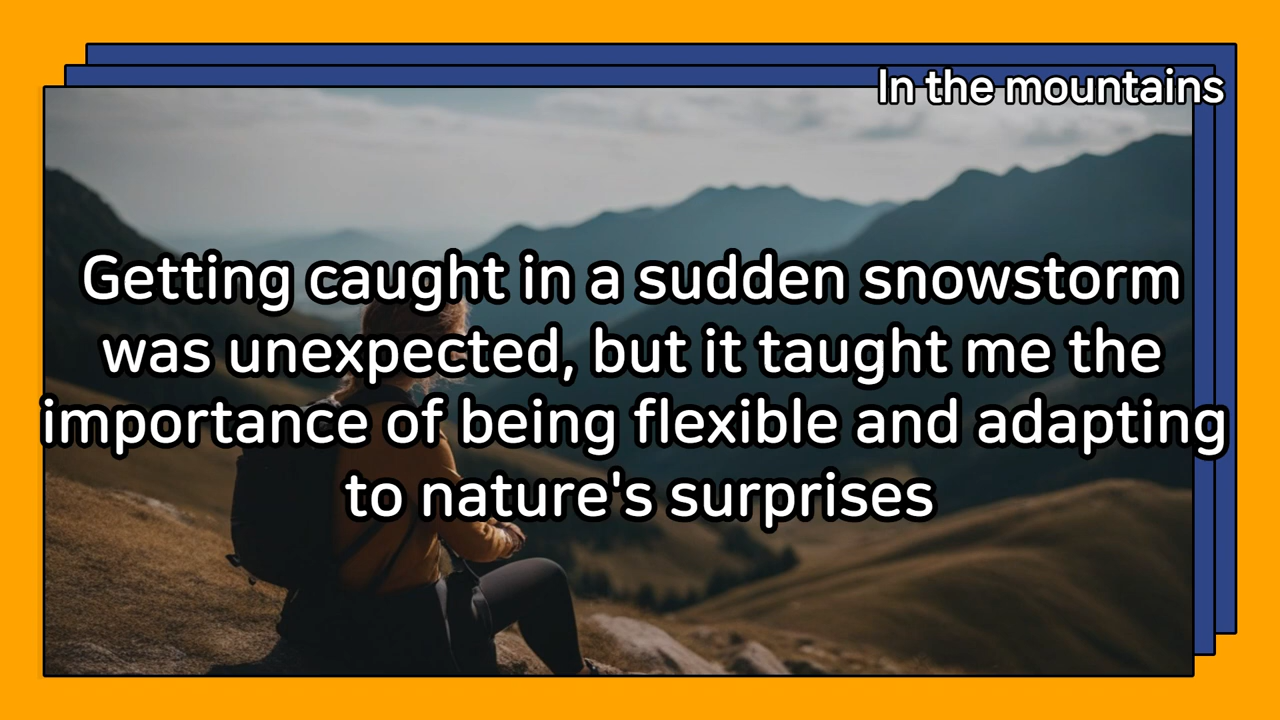 In the mountains
Getting caught in a sudden snowstorm
was unexpected, but it taught me the
importance of being flexible and adapting
to nature's surprises